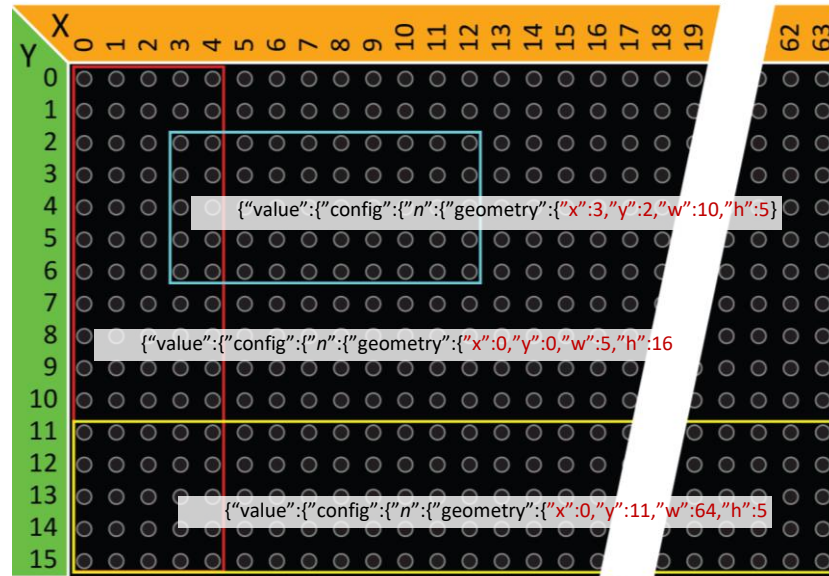 X
0 1 2 3 4 5 6 7 8 9 10 11 12 13 14 15 16 17 18 19 62 63
Y
0
1
2
3
4 {“value”:{”config”:{”n”:{”geometry”:{”x”:3,”y”:2,”w”:10,”h”:5}
5
6
7
8 {“value”:{”config”:{”n”:{”geometry”:{”x”:0,”y”:0,”w”:5,”h”:16
9
10
11
12
13 {“value”:{”config”:{”n”:{”geometry”:{”x”:0,”y”:11,”w”:64,”h”:5
14
15